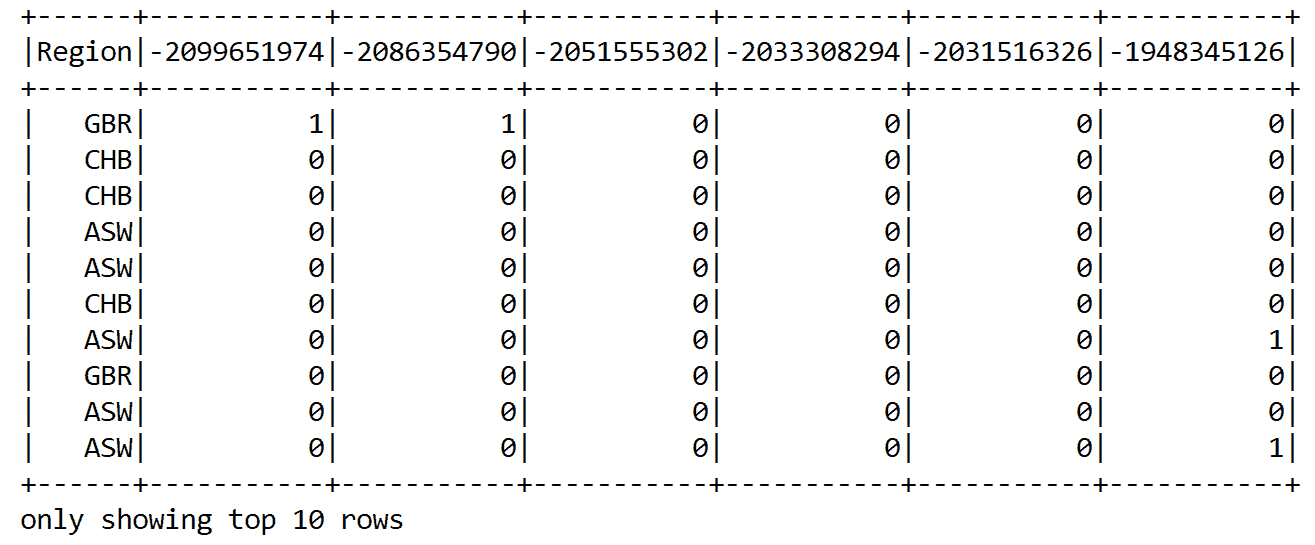 +------+-----------+-----------+-----------+-----------+-----------+-----------+
|Region|-2099651974|-2086354790|-2051555302|-2033308294|-2031516326|-1948345126|
+------+-----------+-----------+-----------+-----------+-----------+-----------+
|   GBR|          1|          1|          0|          0|          0|          0|
|   CHB|          0|          0|          0|          0|          0|          0|
|   CHB|          0|          0|          0|          0|          0|          0|
|   ASW|          0|          0|          0|          0|          0|          0|
|   ASW|          0|          0|          0|          0|          0|          0|
|   CHB|          0|          0|          0|          0|          0|          0|
|   ASW|          0|          0|          0|          0|          0|          1|
|   GBR|          0|          0|          0|          0|          0|          0|
|   ASW|          0|          0|          0|          0|          0|          0|
|   ASW|          0|          0|          0|          0|          0|          1|
+------+-----------+-----------+-----------+-----------+-----------+-----------+
only showing top 10 rows